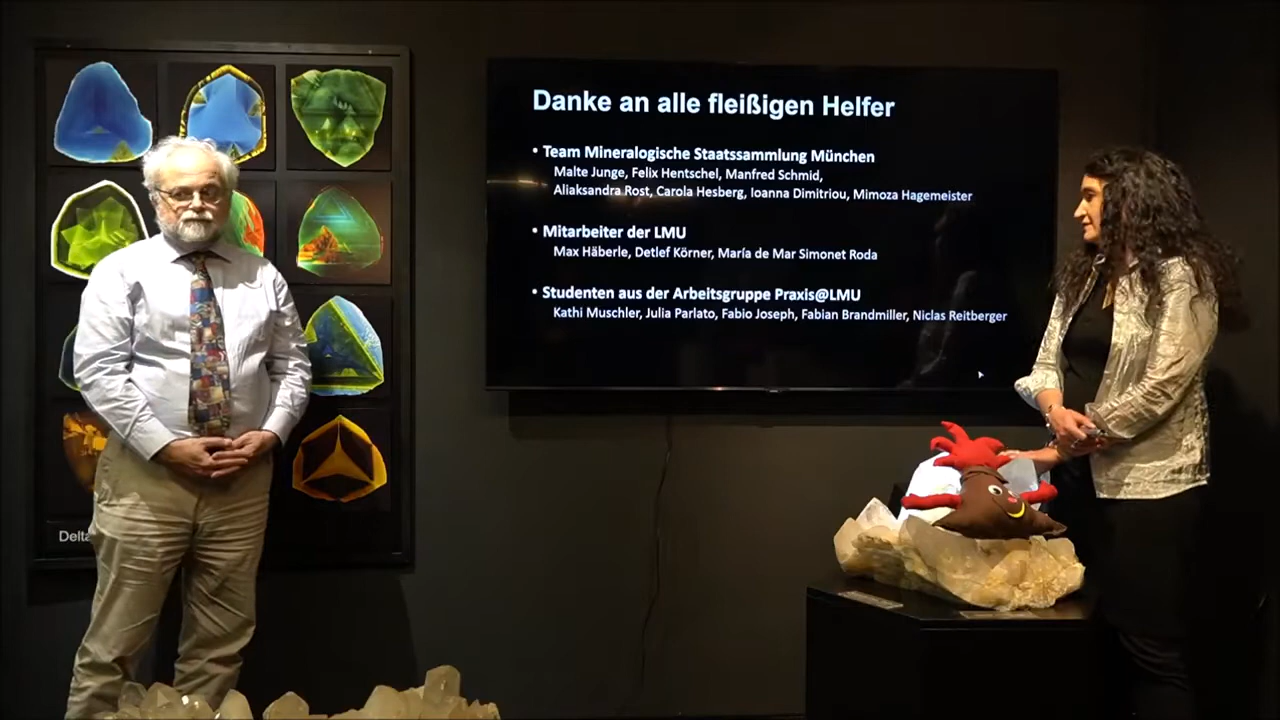 Danke an alle fleißigen Helfer
• Team Mineralogische Staatssammlung München
Malte Junge, Felix Hentschel, Manfred Schmid,
Aliaksandra Rost, Carola Hesberg, Ioanna Dimitriou, Mimoza Hagemeister
• Mitarbeiter der LMU
Max Häberle, Detlef Körner, María de Mar Simonet Roda
• Studenten aus der Arbeitsgruppe Praxis@LMU
Kathi Muschler, Julia Parlato, Fabio Joseph, Fabian Brandmiller, Niclas Reitberger
Delta